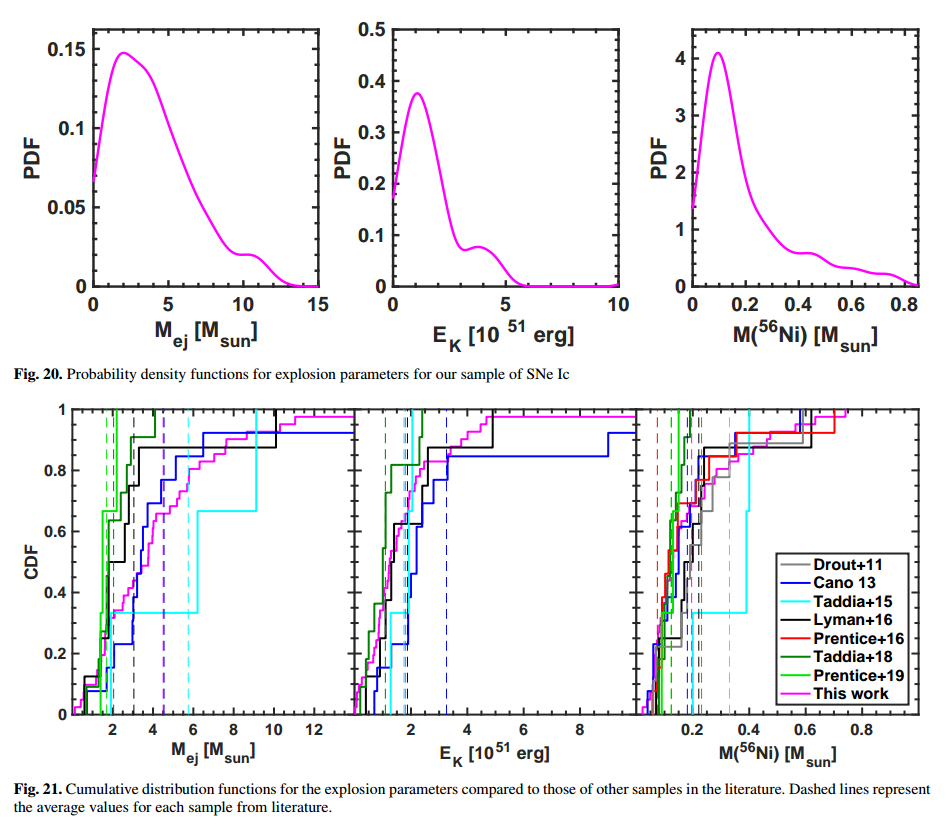 0.15
0.1
0.05
0
PDF
0 5 10 15
M_ej [M_sun]
0.5
0.4
0.3
0.2
0.1
0
PDF
0 5 10
E_K [10^51 erg]
4
3
2
1
0
PDF
0 0.2 0.4 0.6 0.8
M(^56Ni) [M_sun]
Fig. 20. Probability density functions for explosion parameters for our sample of SNe Ic
1
0.8
0.6
0.4
0.2
0
CDF
2 4 6 8 10 12
M_ej [M_sun]
2 4 6 8
E_K [10^51 erg]
0.2 0.4 0.6 0.8
M(^56Ni) [M_sun]
Drout+11
Cano 13
Taddia+15
Lyman+16
Prentice+16
Taddia+18
Prentice+19
This work
Fig. 21. Cumulative distribution functions for the explosion parameters compared to those of other samples in the literature. Dashed lines represent
the average values for each sample from literature.